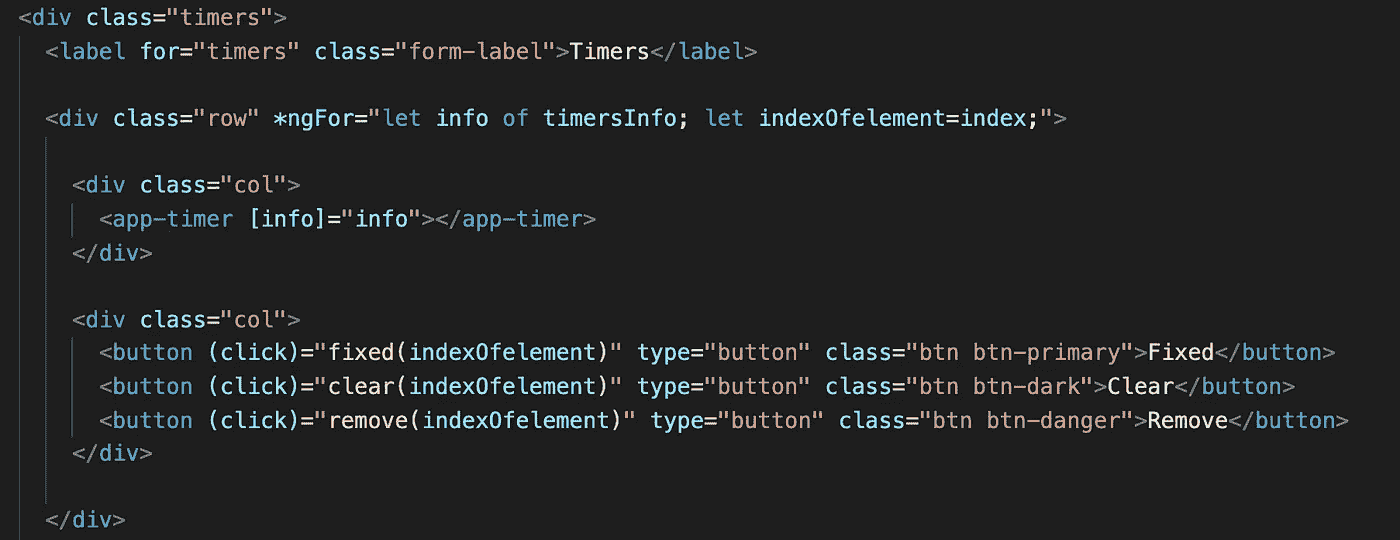 <div class="timers">
<label for="timers" class="form-label">Timers</label>
<div class="row" *ngFor="let info of timersInfo; let indexOfelement=index;">
<div class="col">
<app-timer [info]="info"></app-timer>
</div>
<div class="col">
<button (click)="fixed(indexOfelement)" type="button" class="btn btn-primary">Fixed</button>
<button (click)="clear(indexOfelement)" type="button" class="btn btn-dark">Clear</button>
<button (click)="remove(indexOfelement)" type="button" class="btn btn-danger">Remove</button>
</div>
</div>